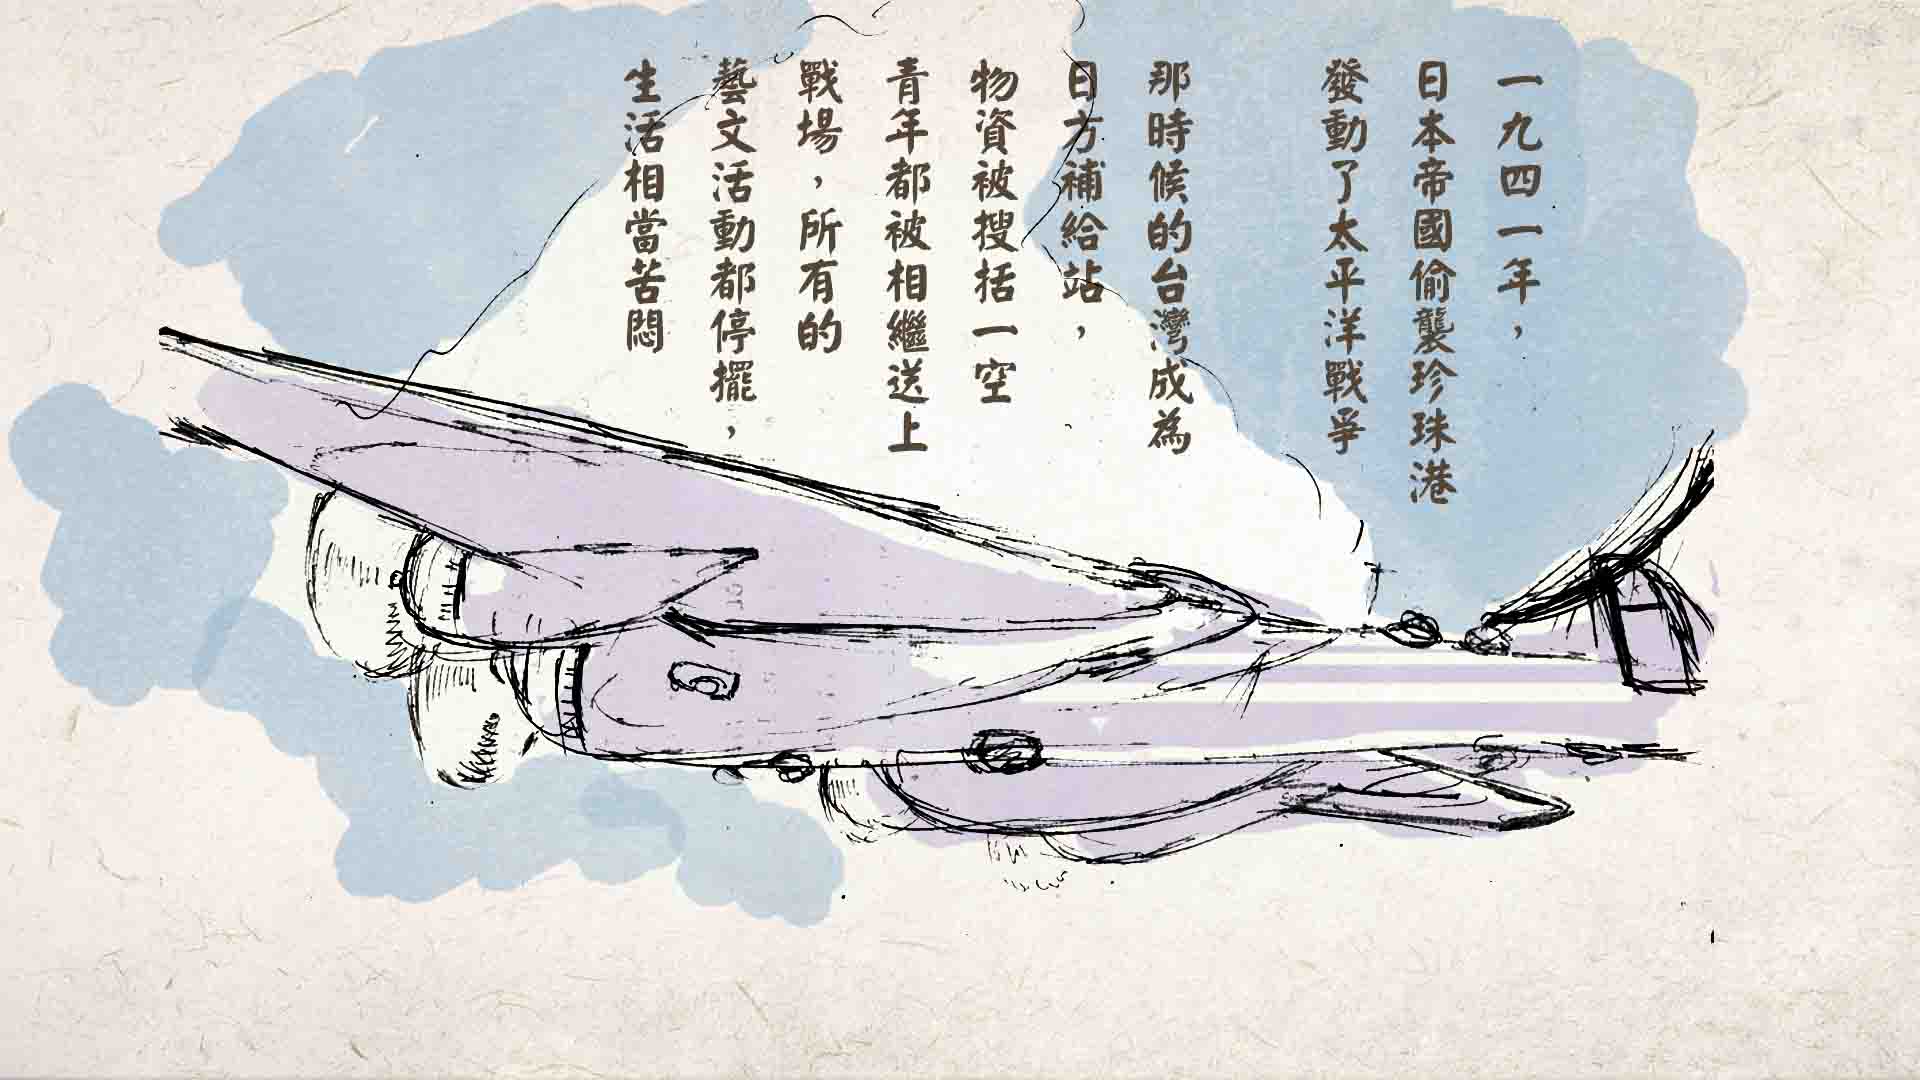 一九四一年，
日本帝國偷襲珍珠港
發動了太平洋戰爭
那時候的台灣成為
日方補給站，
物資被搜括一空
青年都被相繼送上
戰場，所有的
藝文活動都停擺，
生活相當苦悶